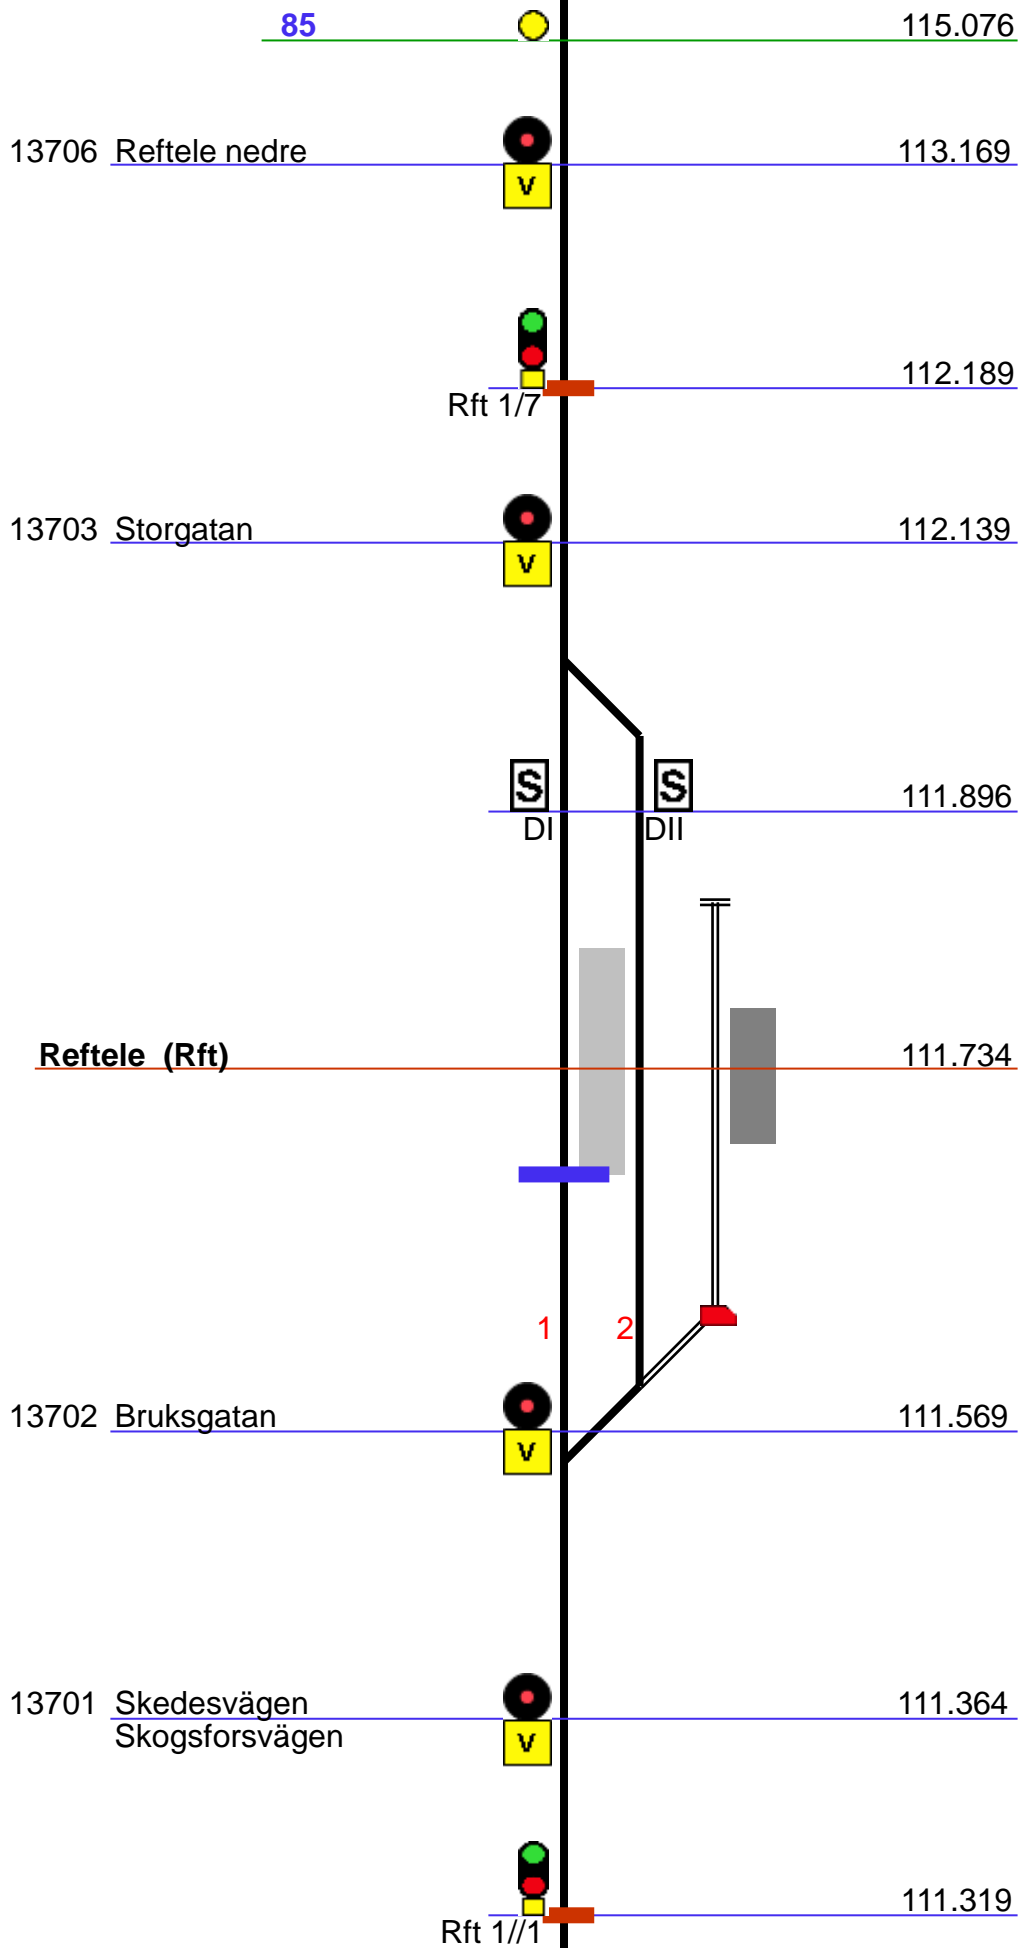 85 115.076
13706 Reftele nedre 113.169
V
112.189
Rft 1/7
13703 Storgatan 112.139
V
S S 111.896
DI DII
Reftele (Rft) 111.734
1 2
13702 Bruksgatan 111.569
V
13701 Skedesvägen 111.364
Skogsforsvägen
V
111.319
Rft 1//1